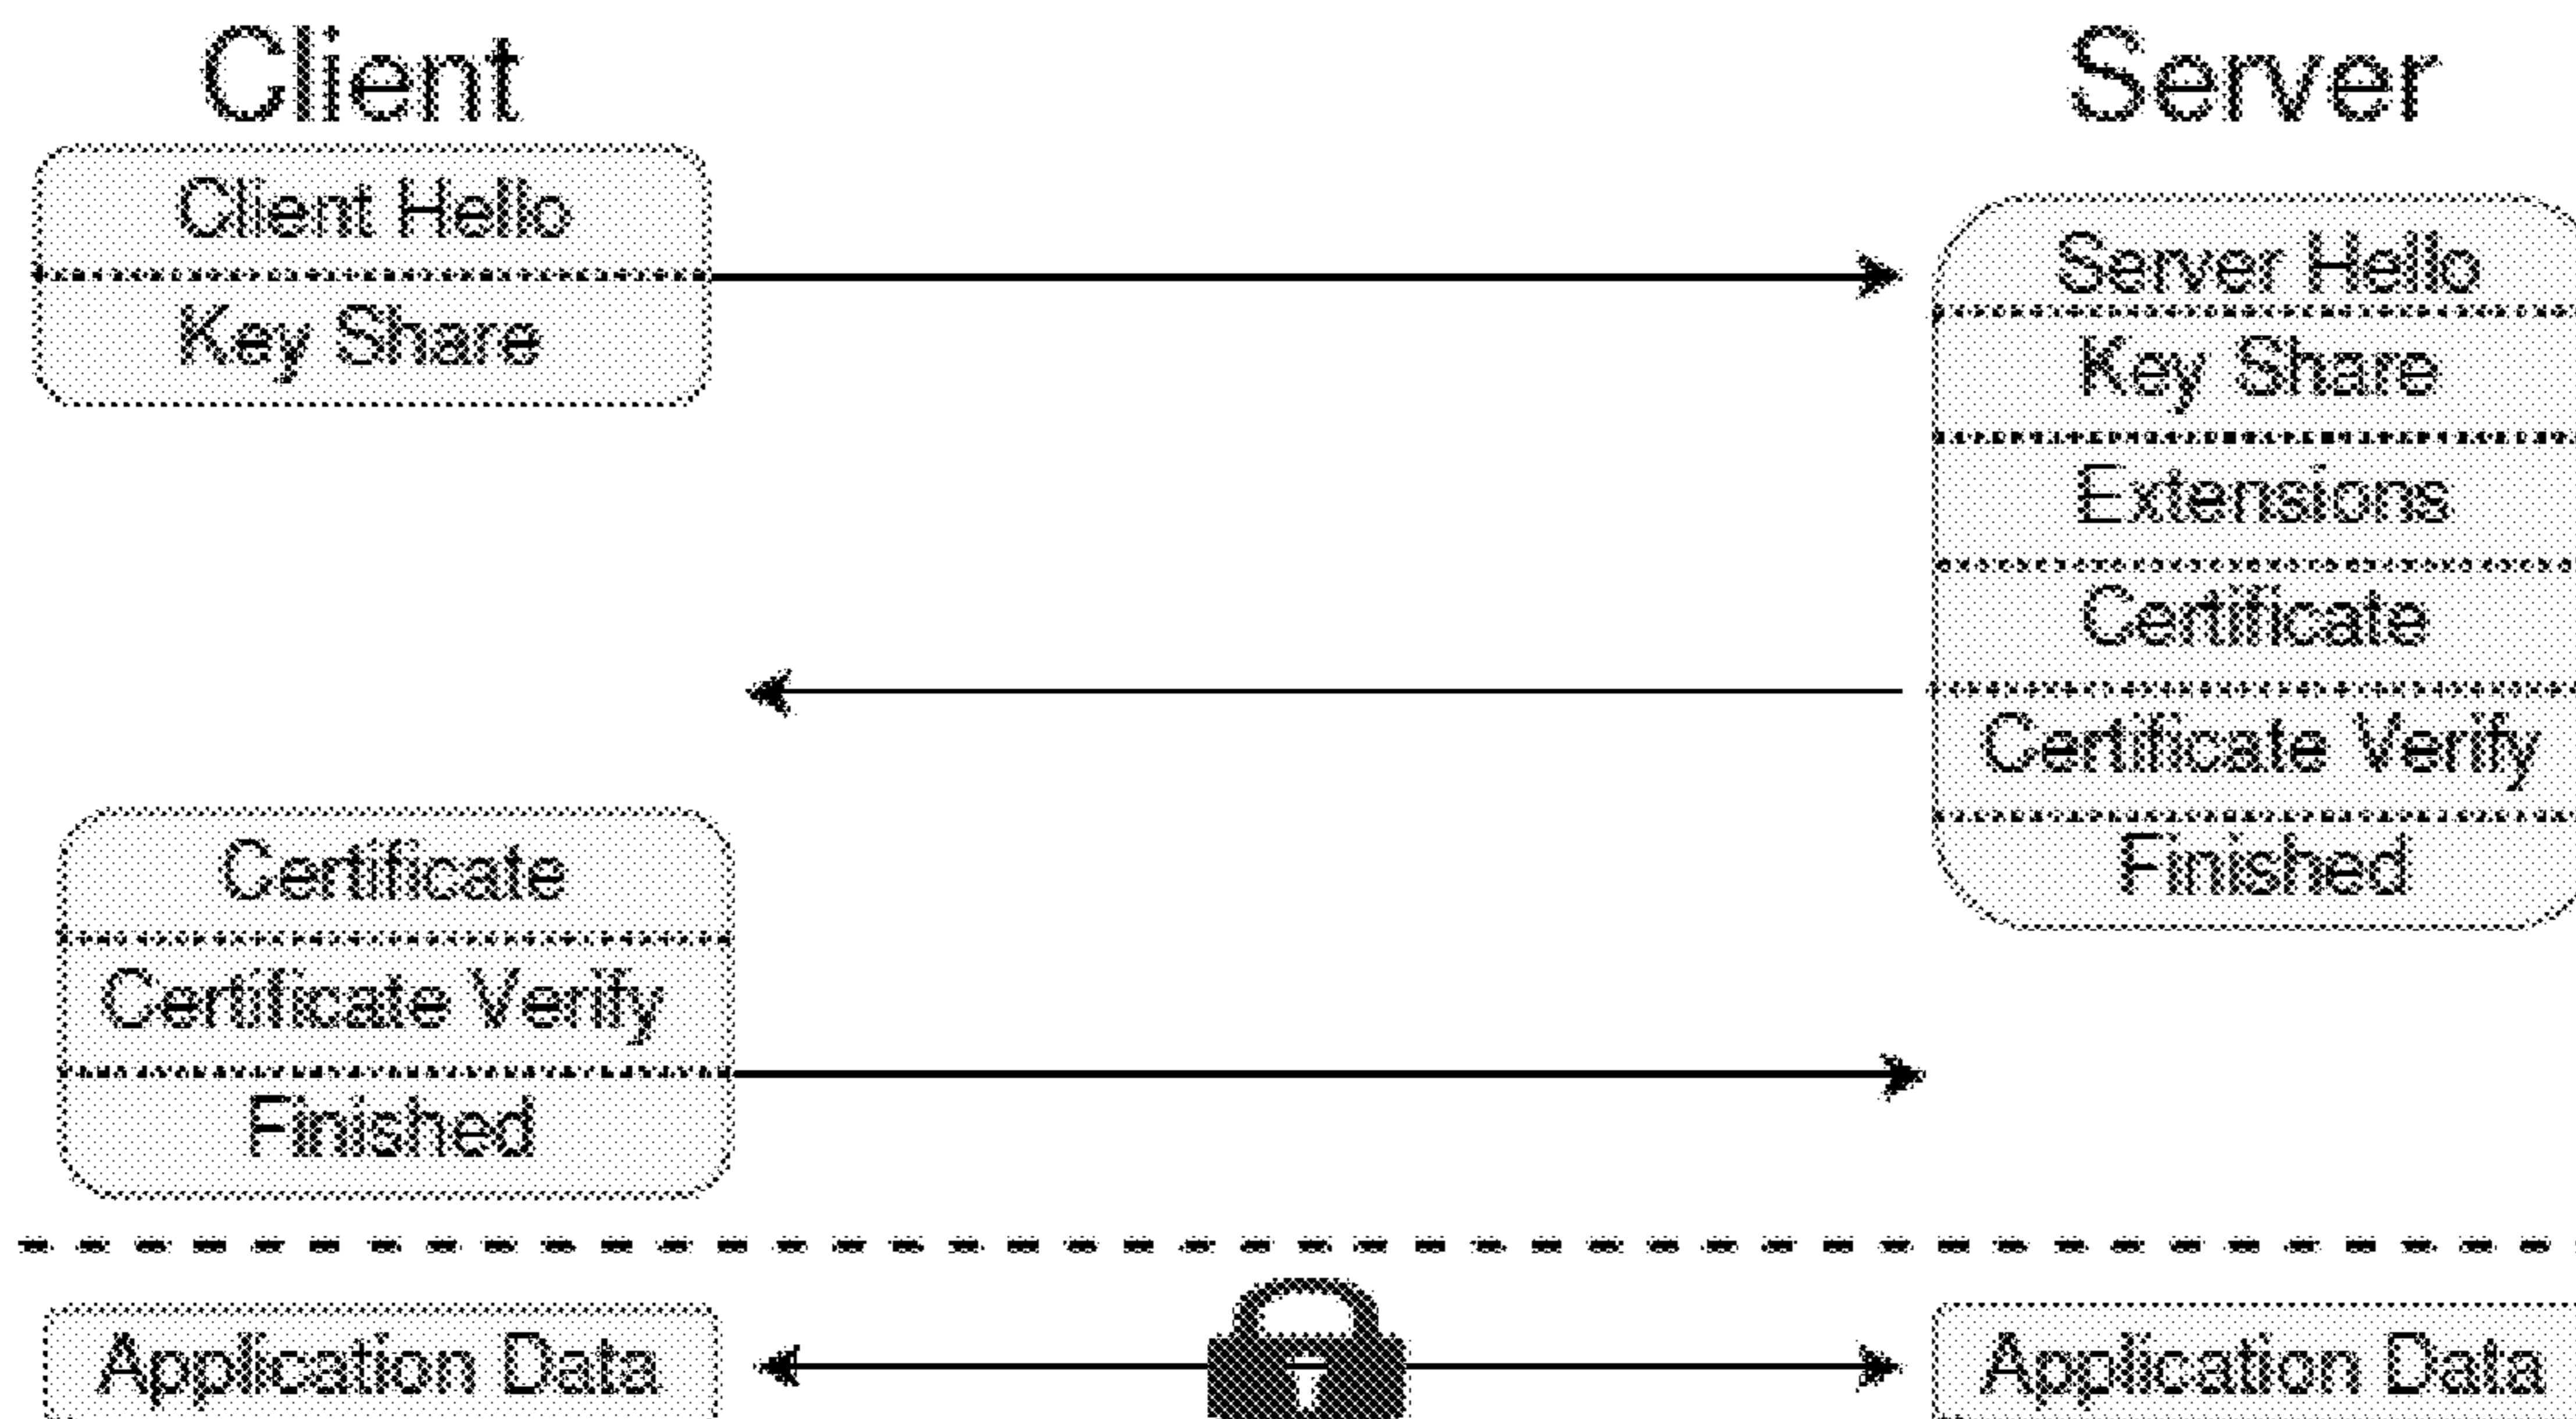 Client
Server
Client Hello
Key Share
Server Hello
Key Share
Extensions
Certificate
Certificate Verify
Finished
Certificate
Certificate Verify
Finished
Application Data
Application Data